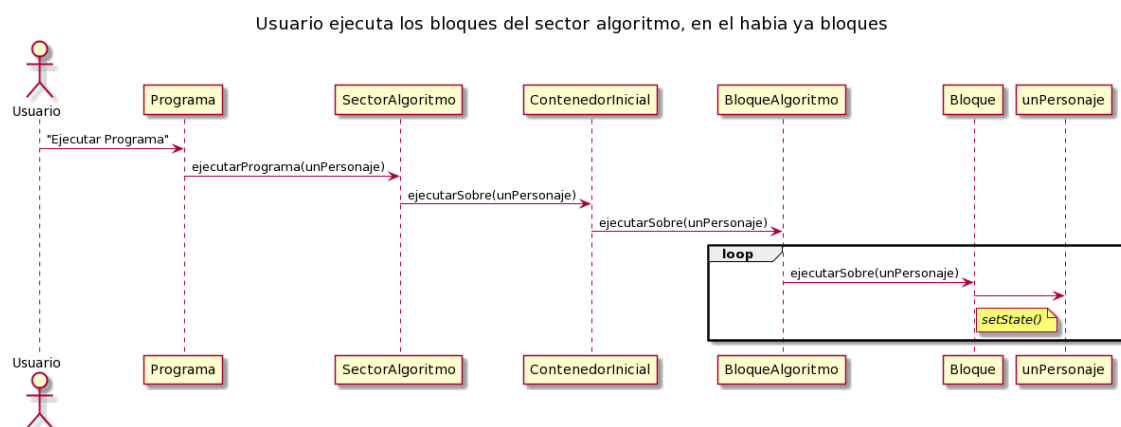 Usuario ejecuta los bloques del sector algoritmo, en el habia ya bloques
Usuario
Programa
SectorAlgoritmo
ContenedorInicial
BloqueAlgoritmo
Bloque
unPersonaje
"Ejecutar Programa"
ejecutarPrograma(unPersonaje)
ejecutarSobre(unPersonaje)
ejecutarSobre(unPersonaje)
loop
ejecutarSobre(unPersonaje)
setState()
Usuario
Programa
SectorAlgoritmo
ContenedorInicial
BloqueAlgoritmo
Bloque
unPersonaje